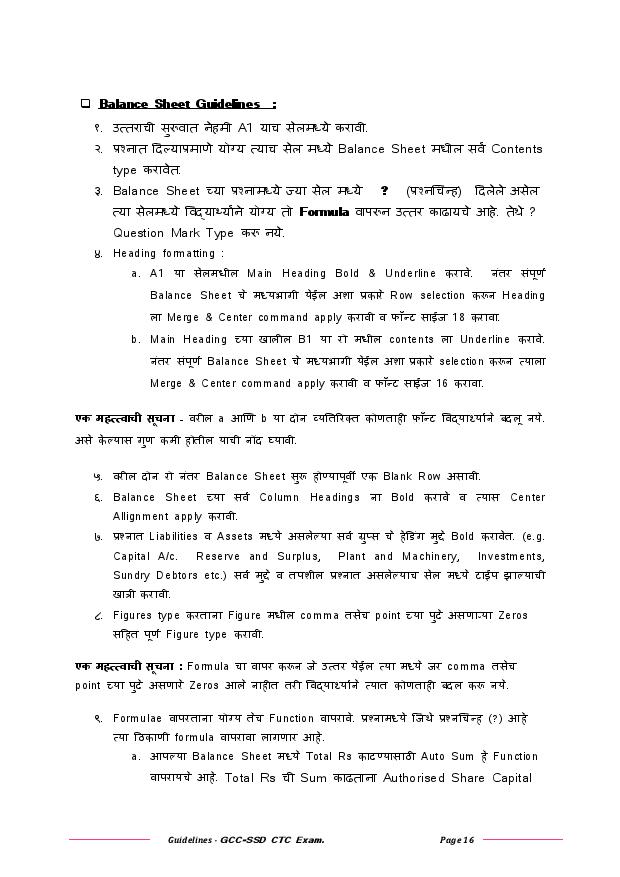 ❑ Balance Sheet Guidelines :
१. उत्तराची सुरुवात नेहमी A1 याच सेलमध्ये करावी.
२. प्रश्नात दिल्याप्रमाणे योग्य त्याच सेल मध्ये Balance Sheet मधील सर्व Contents
type करावेत.
३. Balance Sheet च्या प्रश्नामध्ये ज्या सेल मध्ये ? (प्रश्नचिन्ह) दिलेले असेल
त्या सेलमध्ये विद्यार्थ्याने योग्य तो Formula वापरुन उत्तर काढायचे आहे. तेथे ?
Question Mark Type करू नये.
४. Heading formatting :
a. A1 या सेलमधील Main Heading Bold & Underline करावे. नंतर संपूर्ण
Balance Sheet चे मध्यभागी येईल अशा प्रकारे Row selection करून Heading
ला Merge & Center command apply करावी व फॉन्ट साईज 18 करावा.
b. Main Heading च्या खालील B1 या रो मधील contents ला Underline करावे.
नंतर संपूर्ण Balance Sheet चे मध्यभागी येईल अशा प्रकारे selection करून त्याला
Merge & Center command apply करावी व फॉन्ट साईज 16 करावा.
एक महत्त्वाची सूचना - वरील a आणि b या दोन व्यतिरिक्त कोणताही फॉन्ट विद्यार्थ्याने बदलू नये.
असे केल्यास गुण कमी होतील याची नोंद घ्यावी.
५. वरील दोन रो नंतर Balance Sheet सुरू होण्यापूर्वी एक Blank Row असावी.
६. Balance Sheet च्या सर्व Column Headings ना Bold करावे व त्यास Center
Allignment apply करावी.
७. प्रश्नात Liabilities व Assets मध्ये असलेल्या सर्व ग्रुप्स चे हेडिंग मुद्दे Bold करावेत. (e.g.
Capital A/c. Reserve and Surplus, Plant and Machinery, Investments,
Sundry Debtors etc.) सर्व मुद्दे व तपशील प्रश्नात असलेल्याच सेल मध्ये टाईप झाल्याची
खात्री करावी.
८. Figures type करताना Figure मधील comma तसेच point च्या पुढे असणाऱ्या Zeros
सहित पूर्ण Figure type करावी.
एक महत्त्वाची सूचना : Formula चा वापर करून जे उत्तर येईल त्या मध्ये जर comma तसेच
point च्या पुढे असणारे Zeros आले नाहीत तरी विद्यार्थ्याने त्यात कोणताही बदल करू नये.
९. Formulae वापरताना योग्य तेच Function वापरावे. प्रश्नामध्ये जिथे प्रश्नचिन्ह (?) आहे
त्या ठिकाणी formula वापरावा लागणार आहे.
a. आपल्या Balance Sheet मध्ये Total Rs काढण्यासाठी Auto Sum हे Function
वापरायचे आहे. Total Rs ची Sum काढताना Authorised Share Capital
Guidelines - GCC-SSD CTC Exam. Page 16